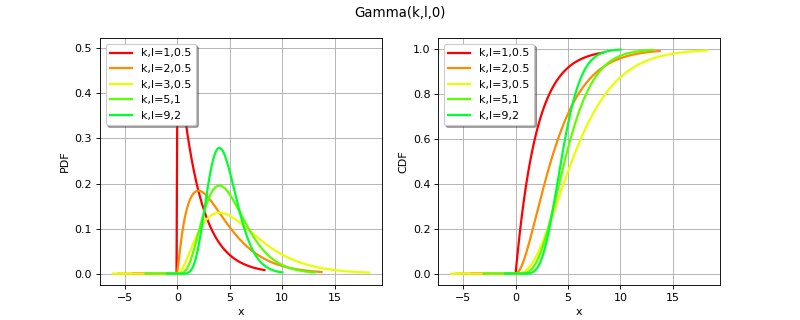 Gamma(k,l,0)
k,l=1,0.5
k,l=2,0.5
k,l=3,0.5
k,l=5,1
k,l=9,2
PDF
0.5
0.4
0.3
0.2
0.1
0.0
−5
0
5
10
15
x
k,l=1,0.5
k,l=2,0.5
k,l=3,0.5
k,l=5,1
k,l=9,2
CDF
1.0
0.8
0.6
0.4
0.2
0.0
−5
0
5
10
15
x